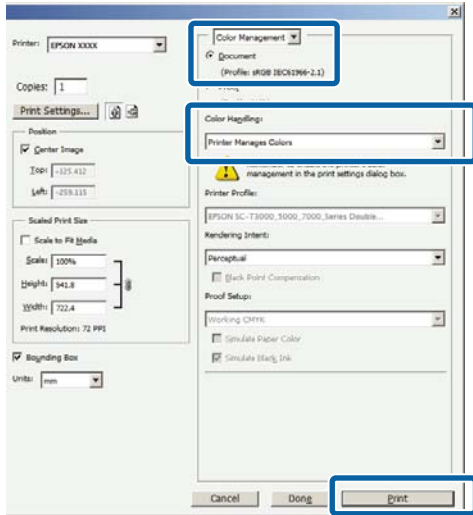 Printer: EPSON XXXX
Copies: 1
Print Settings...
Position
Center Image
Top: -125.412
Left: -259.115
Scaled Print Size
Scale to Fit Media
Scale: 100%
Height: 541.8
Width: 722.4
Print Resolution: 72 PPI
Bounding Box
Units: mm
Color Management
Document
(Profile: sRGB IEC61966-2.1)
Color Handling:
Printer Manages Colors
management in the print settings dialog box.
Printer Profile:
EPSON SC-T3000_5000_7000_Series Double...
Rendering Intent:
Perceptual
Black Point Compensation
Proof Setup:
Working CMYK
Simulate Paper Color
Simulate Black Ink
Cancel
Done
Print